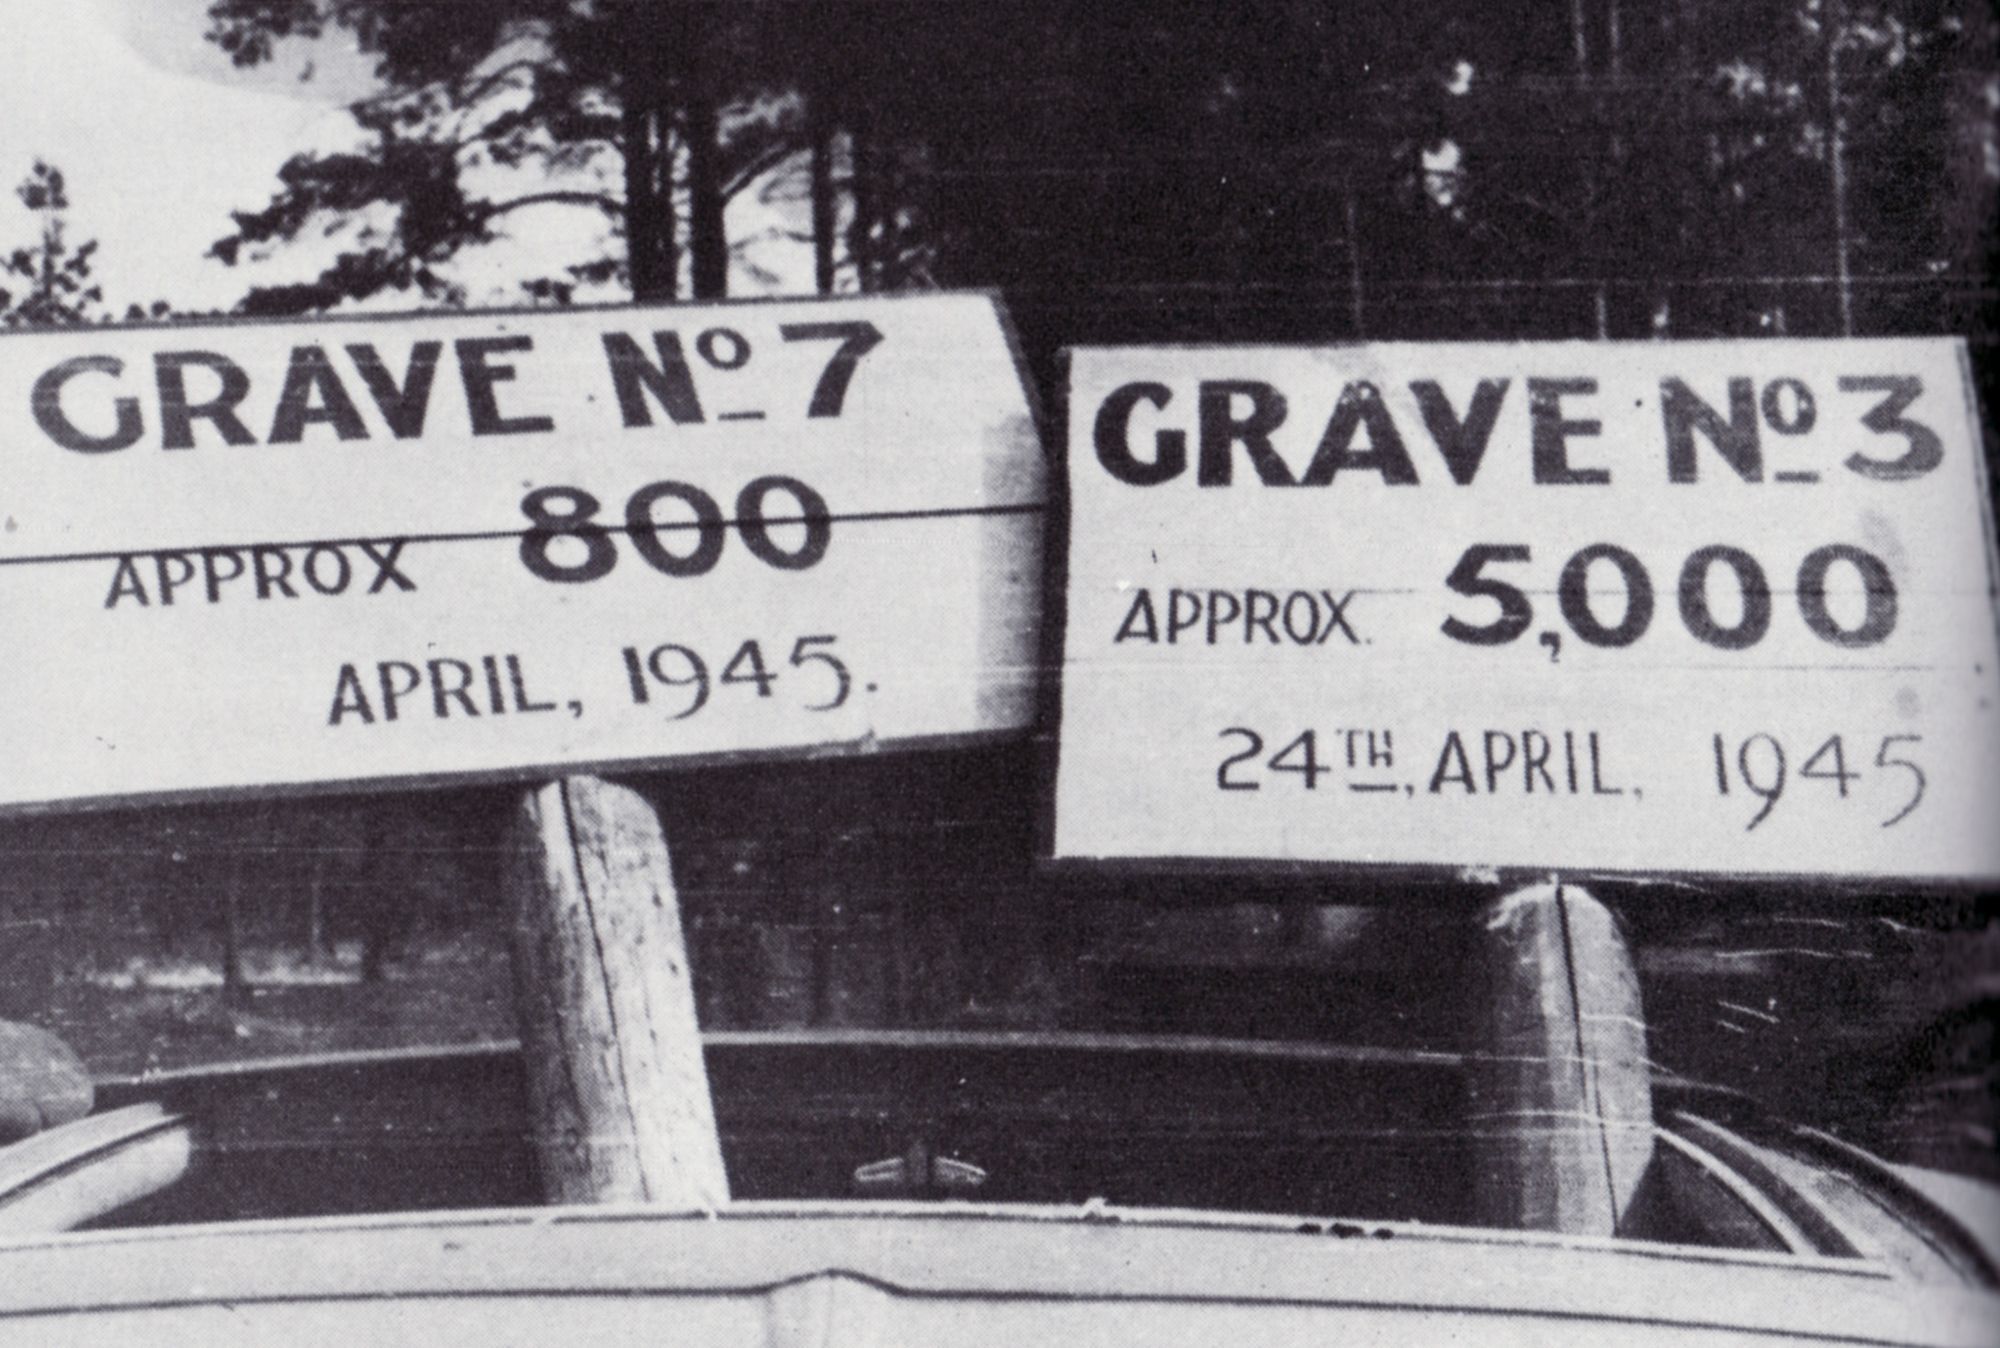 GRAVE Nº 7
APPROX 800
APRIL, 1945.
GRAVE Nº 3
APPROX. 5,000
24TH, APRIL, 1945